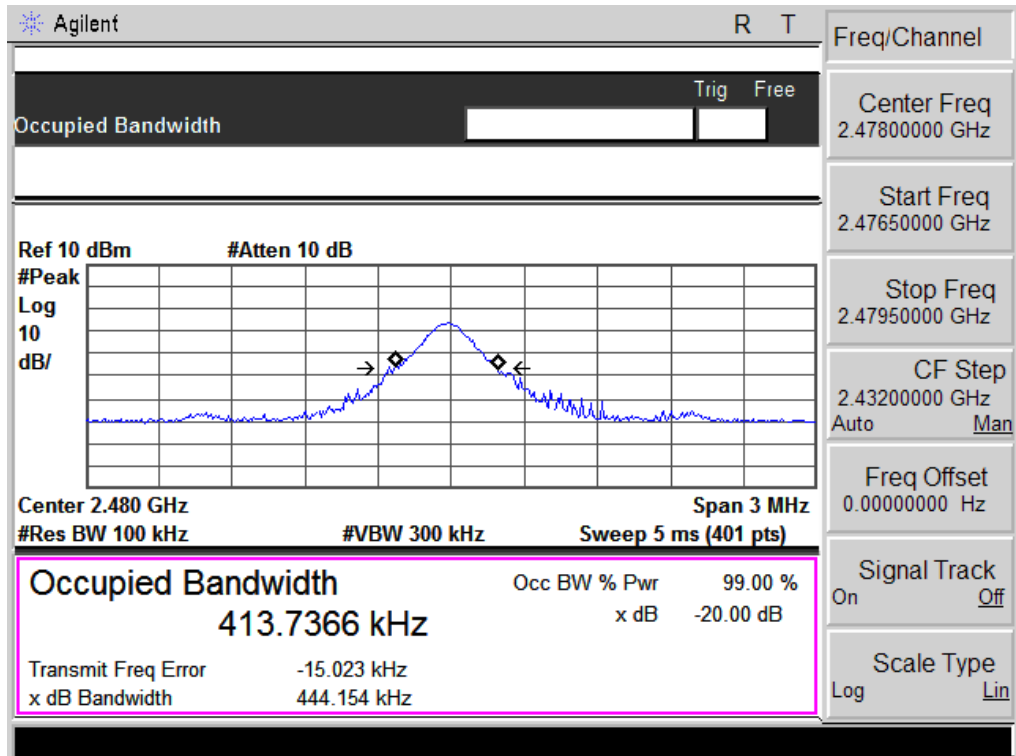 Agilent R T
Trig Free
Occupied Bandwidth
Ref 10 dBm #Atten 10 dB
#Peak
Log
10
dB/
Center 2.480 GHz Span 3 MHz
#Res BW 100 kHz #VBW 300 kHz Sweep 5 ms (401 pts)
Occupied Bandwidth Occ BW % Pwr 99.00 %
413.7366 kHz x dB -20.00 dB
Transmit Freq Error -15.023 kHz
x dB Bandwidth 444.154 kHz
Freq/Channel
Center Freq
2.47800000 GHz
Start Freq
2.47650000 GHz
Stop Freq
2.47950000 GHz
CF Step
2.43200000 GHz
Auto Man
Freq Offset
0.00000000 Hz
Signal Track
On Off
Scale Type
Log Lin